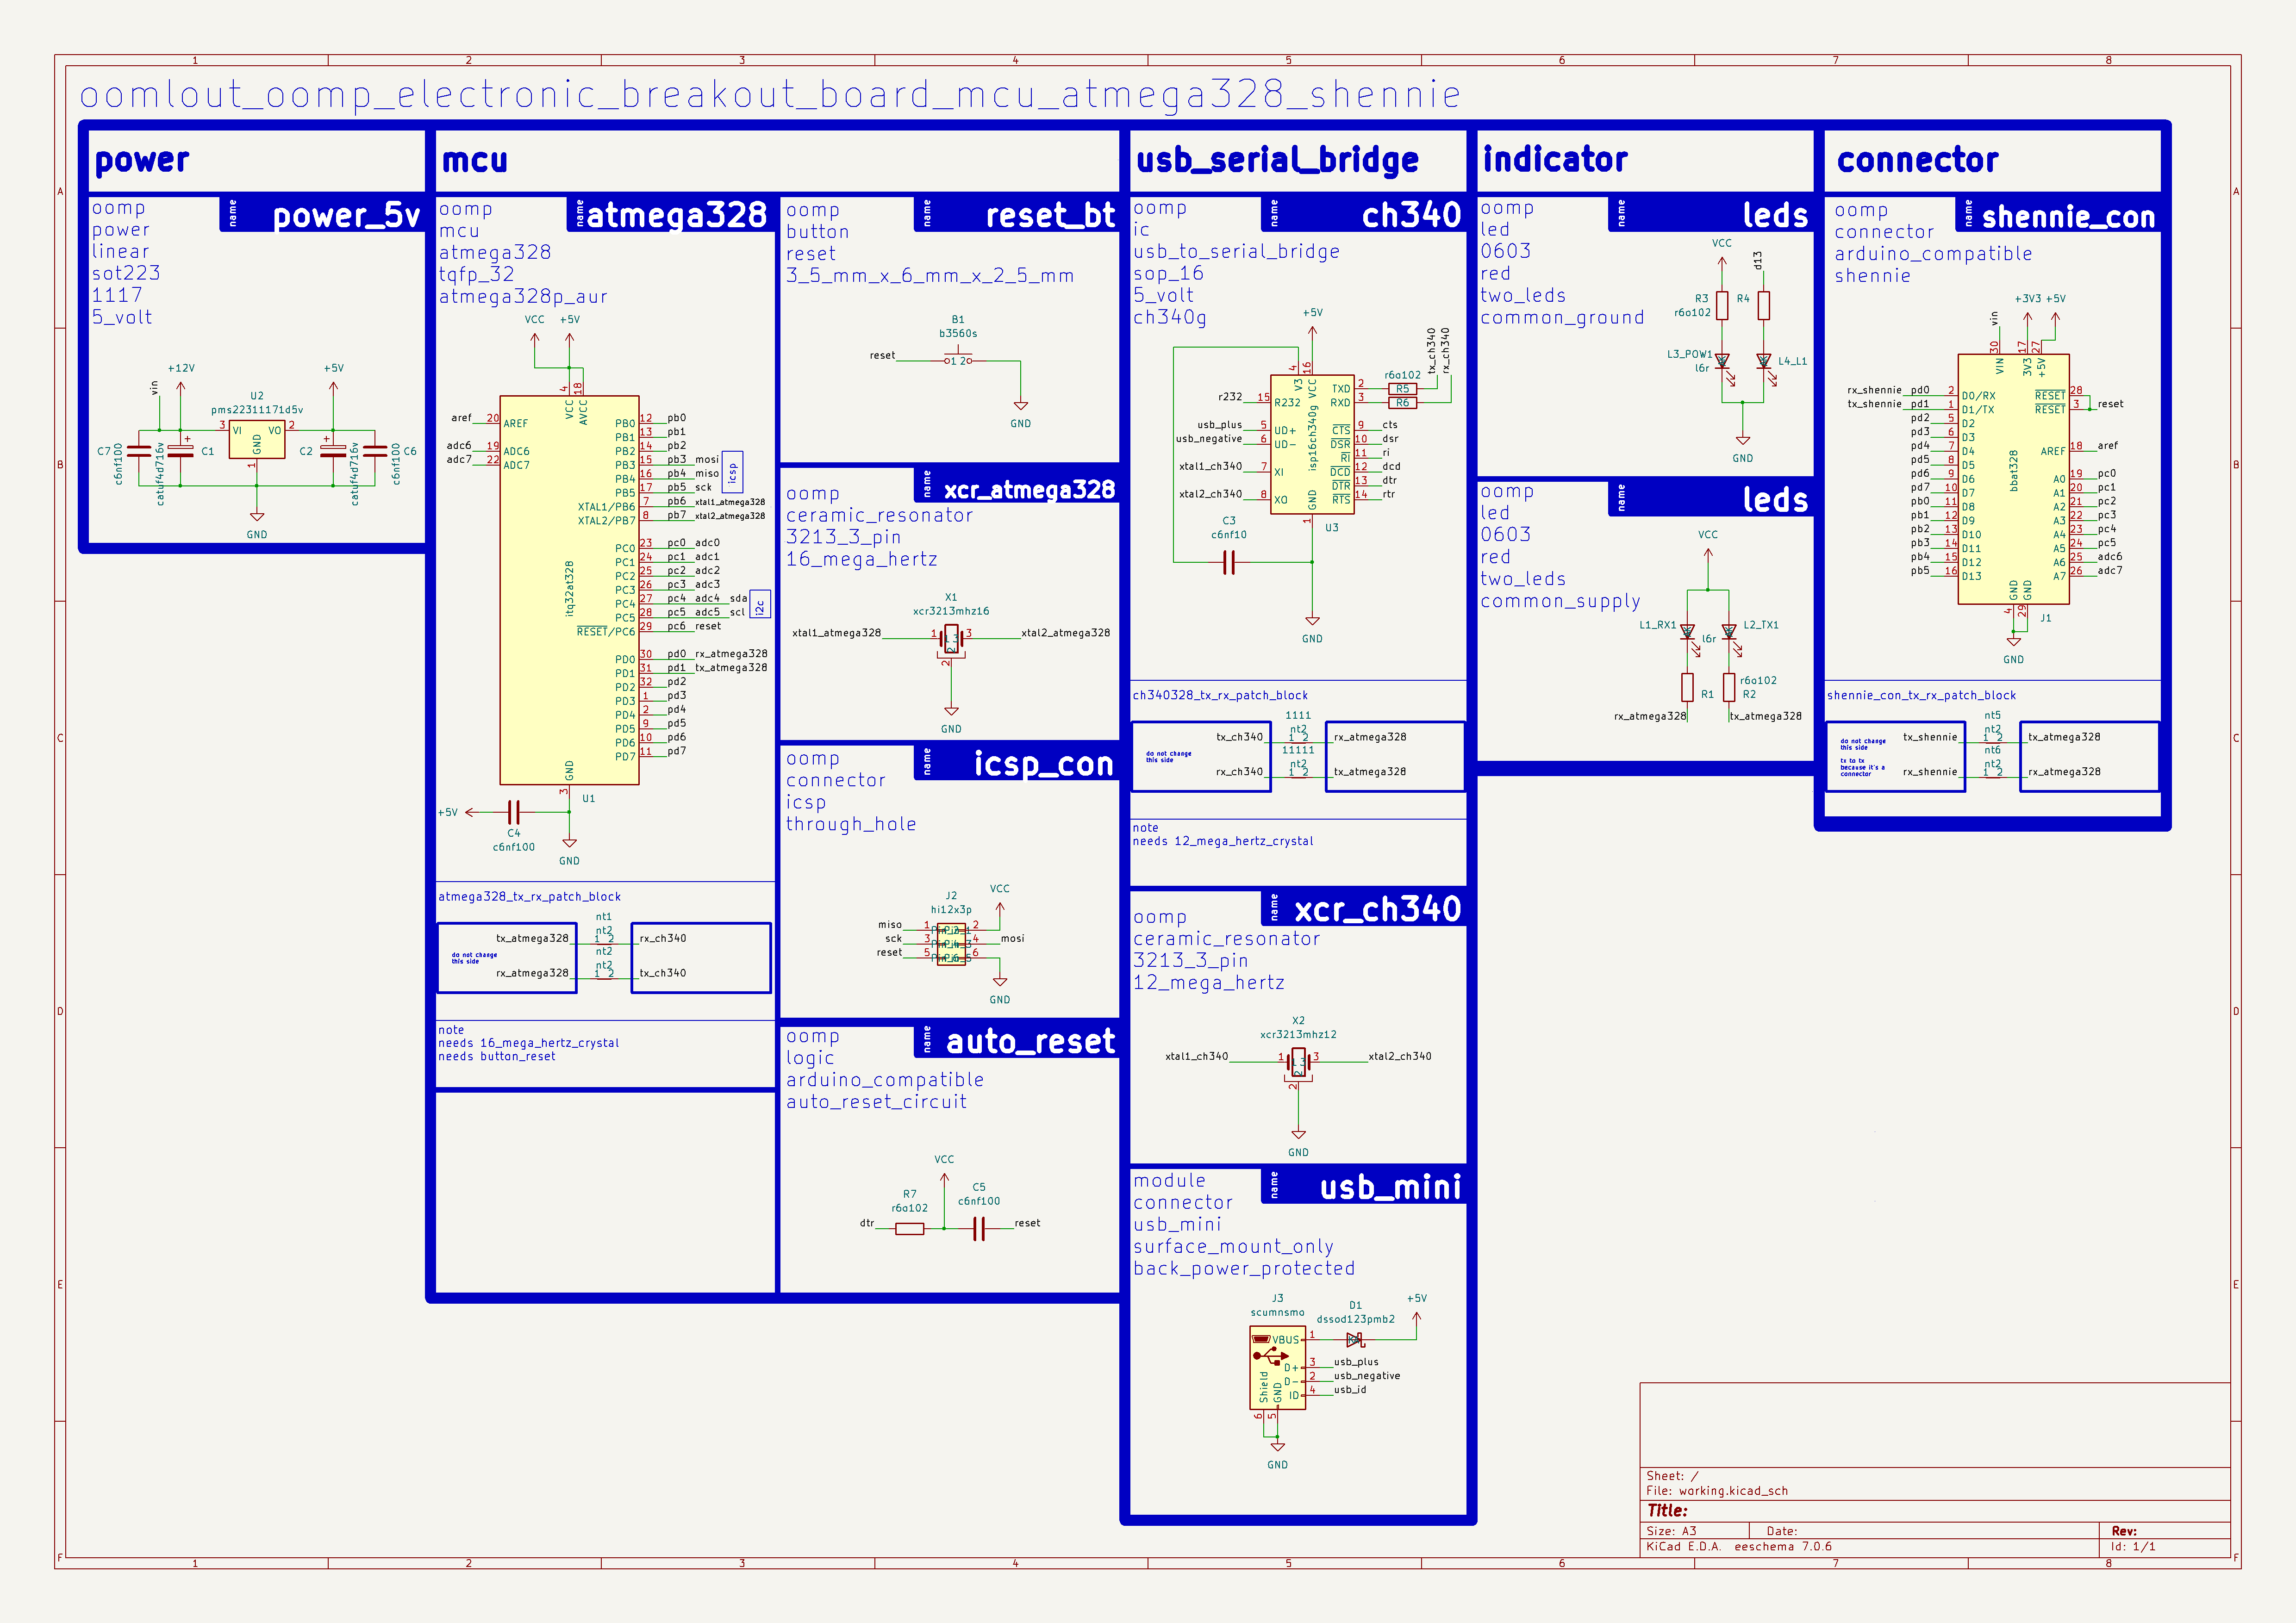 oomlout_oomp_electronic_breakout_board_mcu_atmega328_shennie
power
name
power_5v
oomp
power
linear
sot223
1117
5_volt
vin
+12V
U2
pms22311171d5v
+5V
3 VI VO 2
GND
1
C7
c6nf100
C1
catuf4d716v
C2
catuf4d716v
C6
c6nf100
GND
mcu
name
atmega328
oomp
mcu
atmega328
tqfp_32
atmega328p_aur
VCC +5V
4 18
VCC AVCC
aref 20 AREF
adc6 19 ADC6
adc7 22 ADC7
itq32at328
PB0 12 pb0
PB1 13 pb1
PB2 14 pb2
PB3 15 pb3 mosi
PB4 16 pb4 miso
PB5 17 pb5 sck
icsp
XTAL1/PB6 7 pb6 xtal1_atmega328
XTAL2/PB7 8 pb7 xtal2_atmega328
PC0 23 pc0 adc0
PC1 24 pc1 adc1
PC2 25 pc2 adc2
PC3 26 pc3 adc3
PC4 27 pc4 adc4 sda
PC5 28 pc5 adc5 scl
i2c
RESET/PC6 29 pc6 reset
PD0 30 pd0 rx_atmega328
PD1 31 pd1 tx_atmega328
PD2 32 pd2
PD3 1 pd3
PD4 2 pd4
PD5 9 pd5
PD6 10 pd6
PD7 11 pd7
GND
3
U1
+5V
C4
c6nf100
GND
atmega328_tx_rx_patch_block
nt1
nt2
tx_atmega328 1 2 rx_ch340
nt2
nt2
rx_atmega328 1 2 tx_ch340
do not change
this side
note
needs 16_mega_hertz_crystal
needs button_reset
name
reset_bt
oomp
button
reset
3_5_mm_x_6_mm_x_2_5_mm
B1
b3560s
reset
1 2
GND
name
xcr_atmega328
oomp
ceramic_resonator
3213_3_pin
16_mega_hertz
X1
xcr3213mhz16
xtal1_atmega328 1 3 xtal2_atmega328
2
GND
name
icsp_con
oomp
connector
icsp
through_hole
J2
hi12x3p
VCC
miso 1 2
sck 3 4 mosi
reset 5 6
GND
name
auto_reset
oomp
logic
arduino_compatible
auto_reset_circuit
VCC
R7
r6o102
C5
c6nf100
dtr
reset
usb_serial_bridge
name
ch340
oomp
ic
usb_to_serial_bridge
sop_16
5_volt
ch340g
+5V
4 16
V3 VCC
isp16ch340g
tx_ch340
rx_ch340
r6o102
TXD 2 R5
RXD 3 R6
r232 15 R232
usb_plus 5 UD+
usb_negative 6 UD-
xtal1_ch340 7 XI
xtal2_ch340 8 XO
CTS 9 cts
DSR 10 dsr
RI 11 ri
DCD 12 dcd
DTR 13 dtr
RTS 14 rtr
GND
1
U3
C3
c6nf10
GND
ch340328_tx_rx_patch_block
1111
nt2
tx_ch340 1 2 rx_atmega328
11111
nt2
rx_ch340 1 2 tx_atmega328
do not change
this side
note
needs 12_mega_hertz_crystal
name
xcr_ch340
oomp
ceramic_resonator
3213_3_pin
12_mega_hertz
X2
xcr3213mhz12
xtal1_ch340 1 3 xtal2_ch340
2
GND
name
usb_mini
module
connector
usb_mini
surface_mount_only
back_power_protected
J3
scumnsmo
D1
dssod123pmb2
+5V
VBUS 1
D+ 3 usb_plus
D- 2 usb_negative
ID 4 usb_id
Shield GND
6 5
GND
indicator
name
leds
oomp
led
0603
red
two_leds
common_ground
VCC
d13
R3
r6o102
R4
L3_POW1
l6r
L4_L1
GND
name
leds
oomp
led
0603
red
two_leds
common_supply
VCC
L1_RX1
l6r
L2_TX1
r6o102
R1
R2
rx_atmega328
tx_atmega328
connector
name
shennie_con
oomp
connector
arduino_compatible
shennie
vin
+3V3 +5V
30 17 27
VIN 3V3 +5V
bbat328
rx_shennie pd0 2 D0/RX
tx_shennie pd1 1 D1/TX
pd2 5 D2
pd3 6 D3
pd4 7 D4
pd5 8 D5
pd6 9 D6
pd7 10 D7
pb0 11 D8
pb1 12 D9
pb2 13 D10
pb3 14 D11
pb4 15 D12
pb5 16 D13
RESET 28
RESET 3 reset
AREF 18 aref
A0 19 pc0
A1 20 pc1
A2 21 pc2
A3 22 pc3
A4 23 pc4
A5 24 pc5
A6 25 adc6
A7 26 adc7
GND GND
4 29
J1
GND
shennie_con_tx_rx_patch_block
nt5
nt2
tx_shennie 1 2 tx_atmega328
nt6
nt2
rx_shennie 1 2 rx_atmega328
do not change
this side
tx to tx
because it's a
connector
Sheet: /
File: working.kicad_sch
Title:
Size: A3 Date: Rev:
KiCad E.D.A. eeschema 7.0.6 Id: 1/1
1 2 3 4 5 6 7 8
A B C D E F